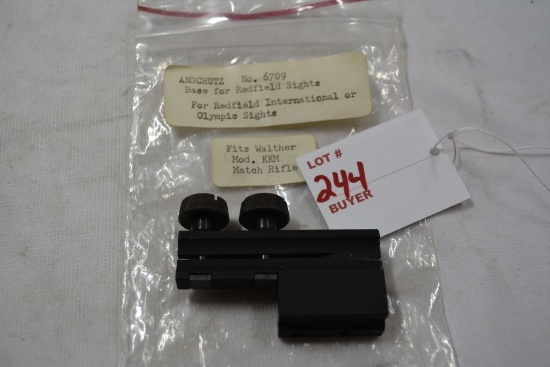 ANSCHUTZ No. 6709
Base for Redfield Sights
For Redfield International or
Olympic Sights
Fits Walther
Mod. KKM
Match Rifle
LOT #
244
BUYER